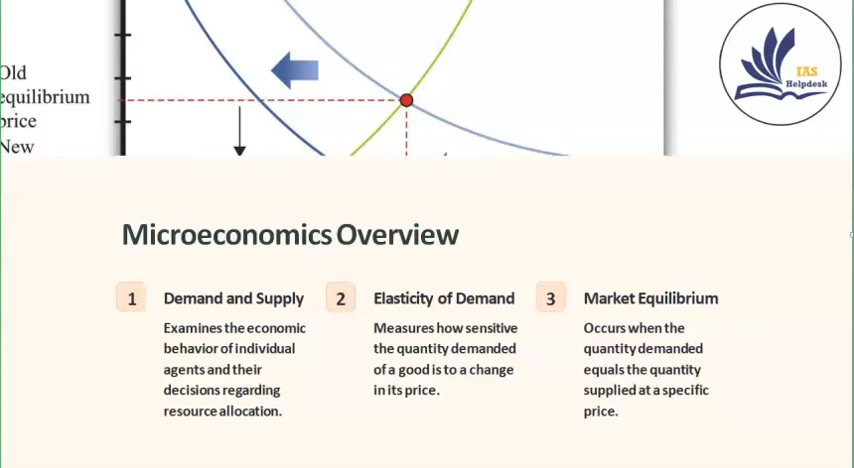 Old
equilibrium
price
New
IAS
Helpdesk
Microeconomics Overview
1
Demand and Supply
Examines the economic
behavior of individual
agents and their
decisions regarding
resource allocation.
2
Elasticity of Demand
Measures how sensitive
the quantity demanded
of a good is to a change
in its price.
3
Market Equilibrium
Occurs when the
quantity demanded
equals the quantity
supplied at a specific
price.